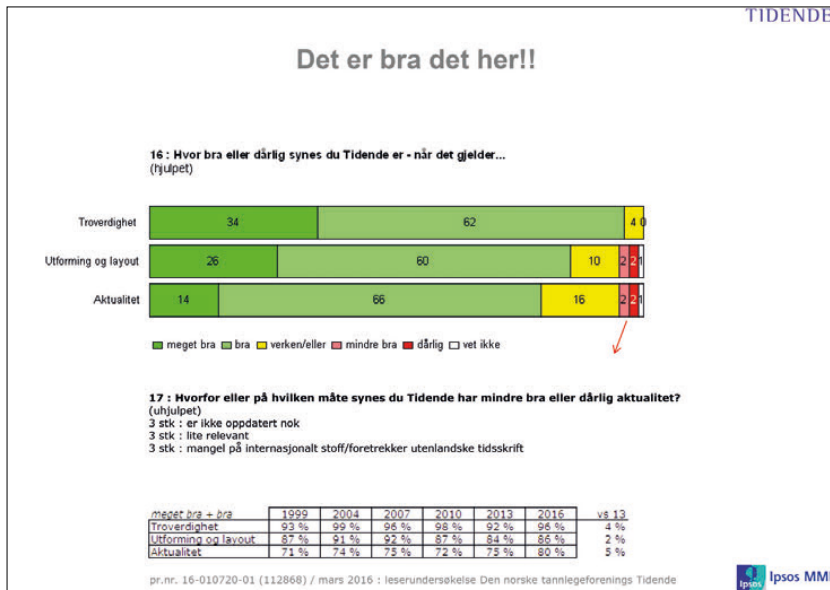 TIDENDE
Det er bra det her!!
16 : Hvor bra eller dårlig synes du Tidende er - når det gjelder...
(hjulpet)
Troverdighet 34 62 4 0
Utforming og layout 26 60 10 2 2 1
Aktualitet 14 66 16 2 2 1
meget bra bra verken/eller mindre bra dårlig vet ikke
17 : Hvorfor eller på hvilken måte synes du Tidende har mindre bra eller dårlig aktualitet?
(uhjulpet)
3 stk : er ikke oppdatert nok
3 stk : lite relevant
3 stk : mangel på internasjonalt stoff/foretrekker utenlandske tidsskrift
meget bra + bra 1999 2004 2007 2010 2013 2016 vs 13
Troverdighet 93 % 99 % 96 % 98 % 92 % 96 % 4 %
Utforming og layout 87 % 91 % 92 % 87 % 84 % 86 % 2 %
Aktualitet 71 % 74 % 75 % 72 % 75 % 80 % 5 %
pr.nr. 16-010720-01 (112868) / mars 2016 : leserundersøkelse Den norske tannlegeforenings Tidende
Ipsos Ipsos MMI